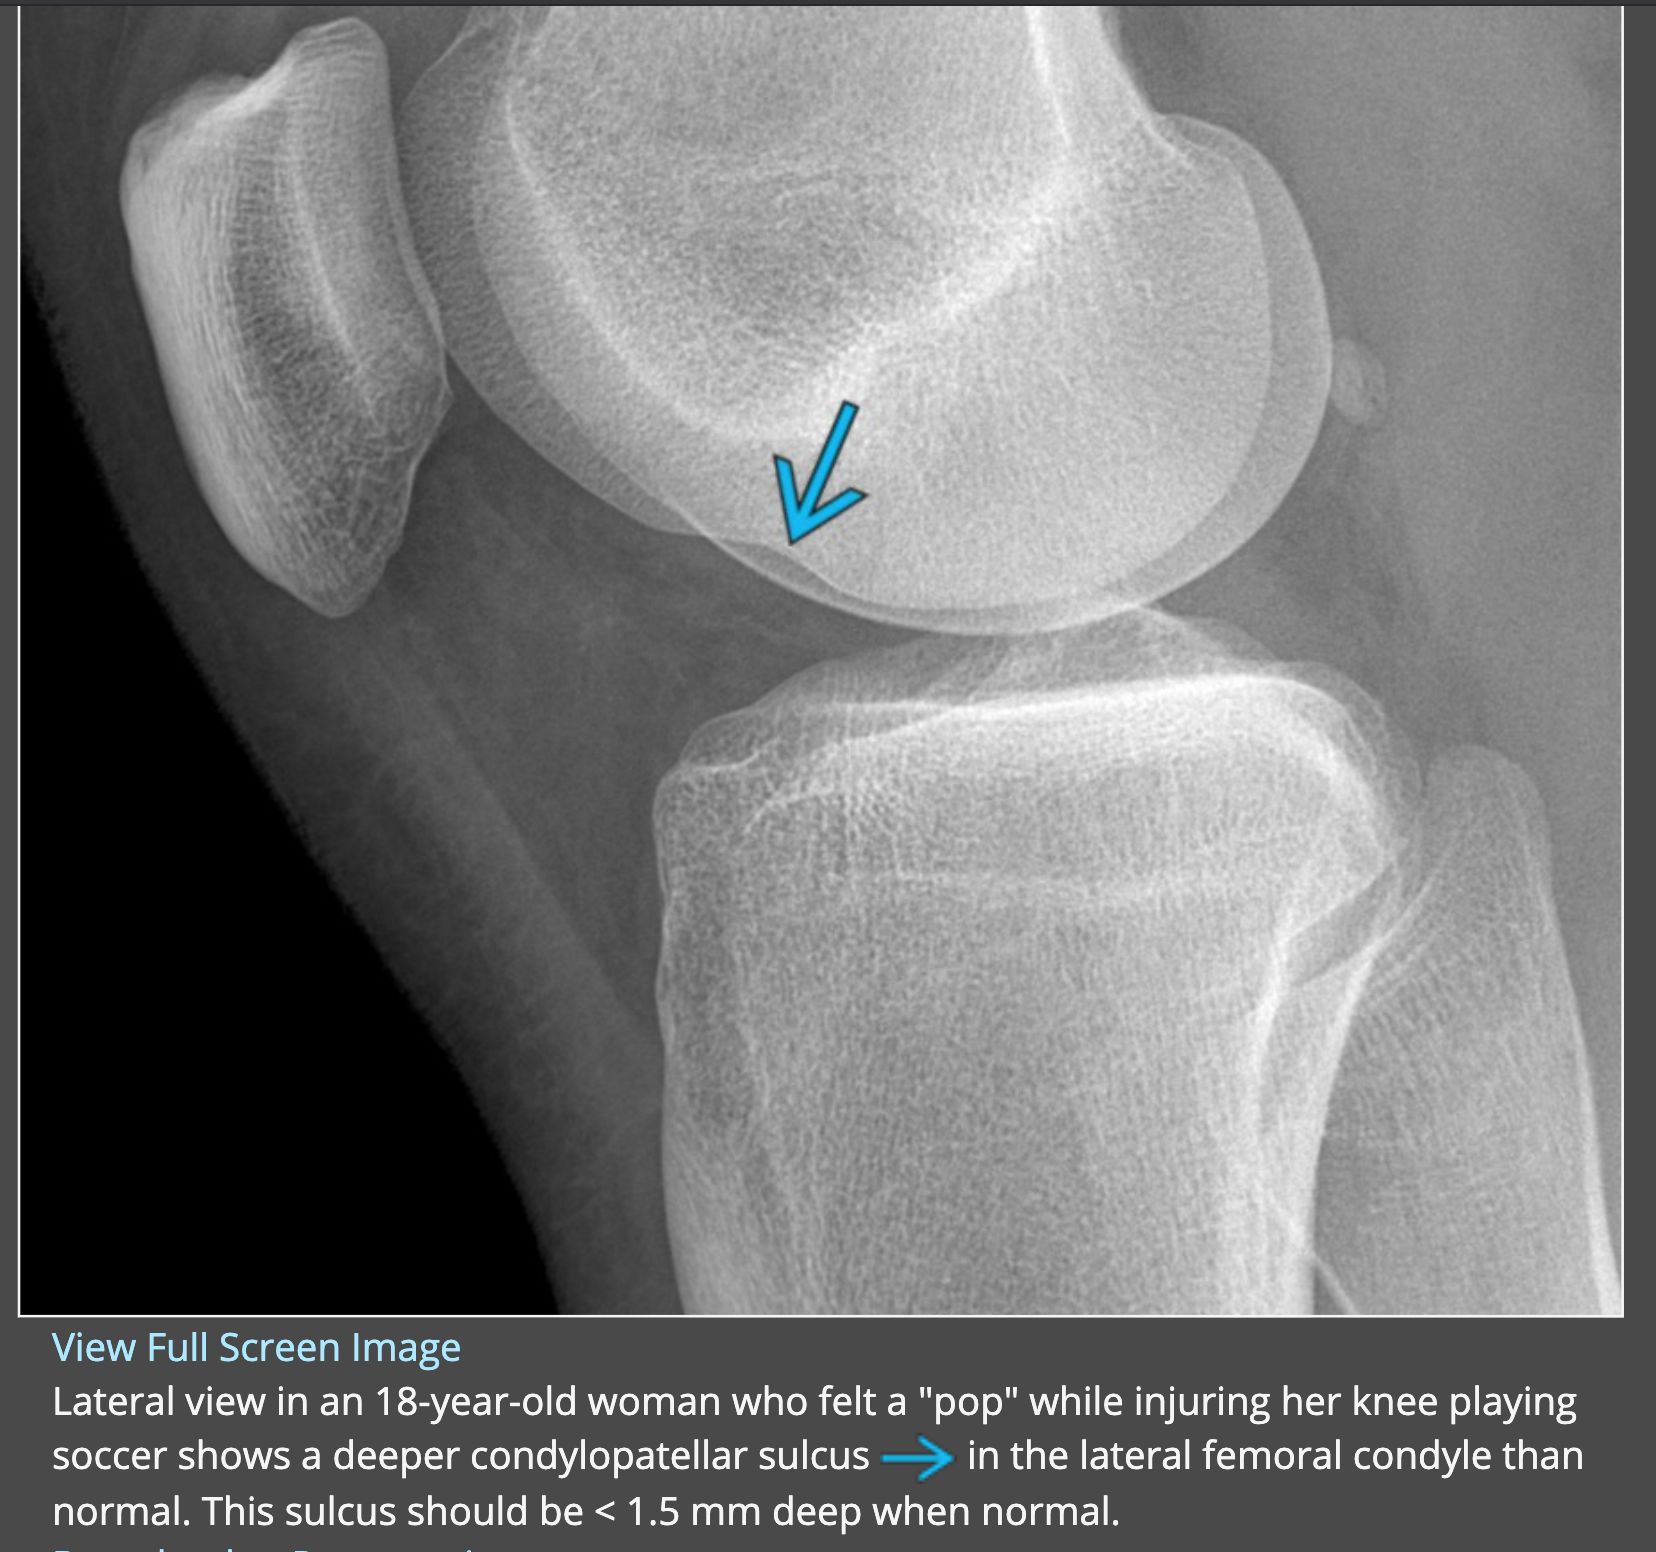 View Full Screen Image
Lateral view in an 18-year-old woman who felt a "pop" while injuring her knee playing
soccer shows a deeper condylopatellar sulcus → in the lateral femoral condyle than
normal. This sulcus should be < 1.5 mm deep when normal.